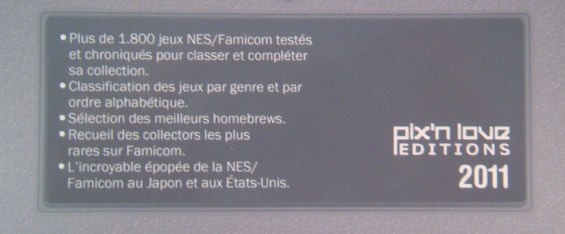 • Plus de 1.800 jeux NES/Famicom testés
et chroniqués pour classer et compléter
sa collection.
• Classification des jeux par genre et par
ordre alphabétique.
• Sélection des meilleurs homebrews.
• Recueil des collectors les plus
rares sur Famicom.
• L'incroyable épopée de la NES/
Famicom au Japon et aux États-Unis.
pix'n love
EDITIONS
2011